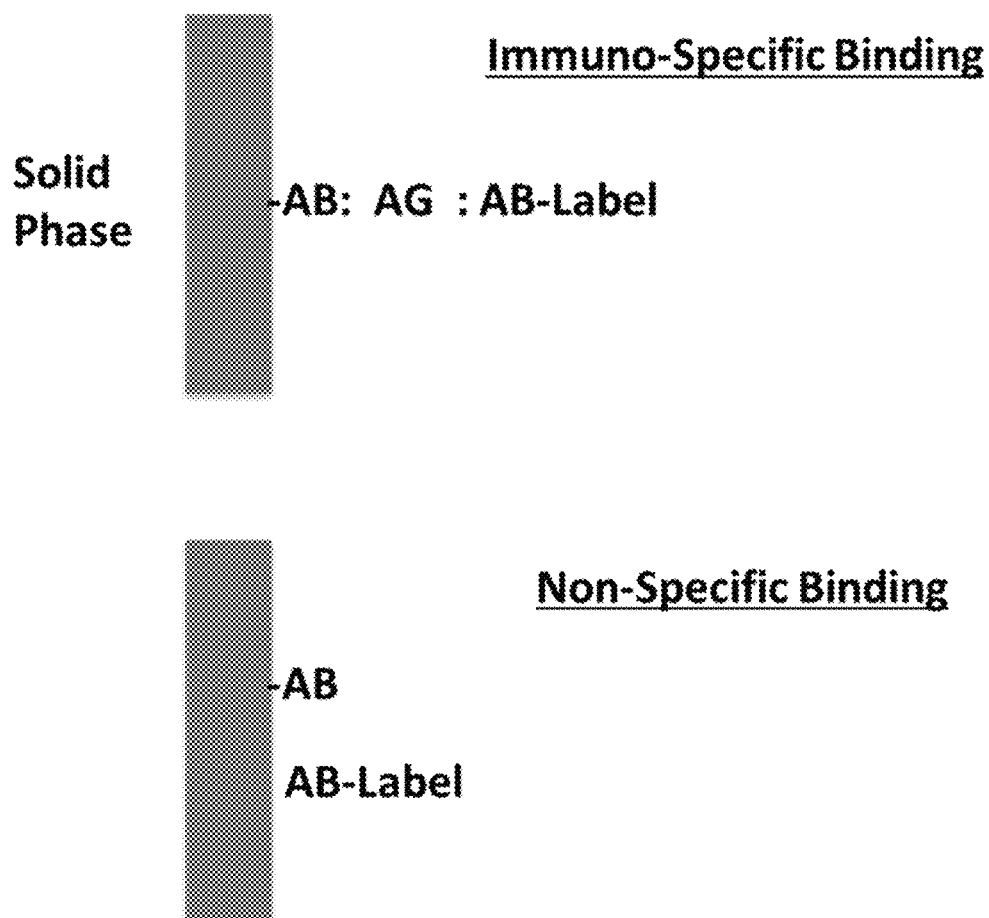 Immuno-Specific Binding
Solid
Phase
-AB: AG : AB-Label
Non-Specific Binding
-AB
AB-Label